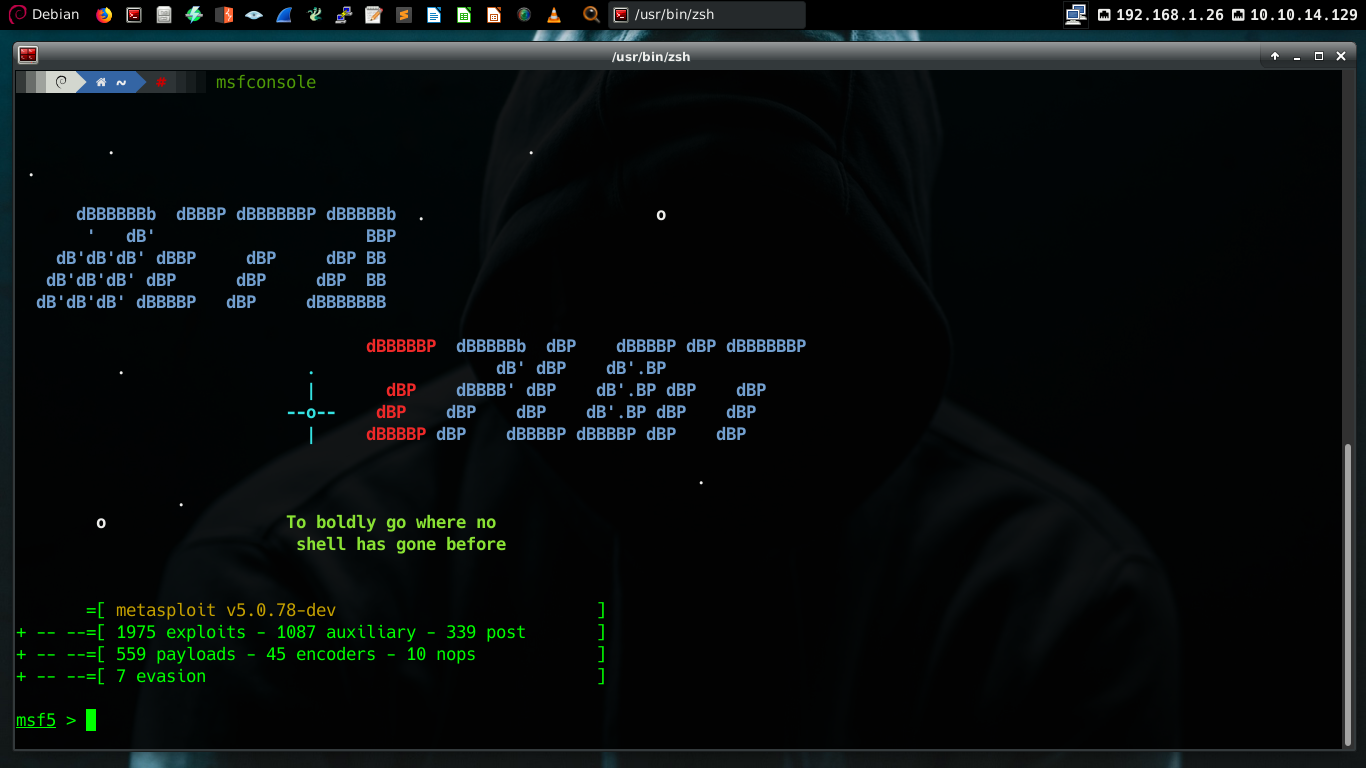 Debian /usr/bin/zsh 192.168.1.26 10.10.14.129
/usr/bin/zsh
~ # msfconsole
. .
.
dBBBBBBb  dBBBP dBBBBBBP dBBBBBb  .                       o
 '   dB'                     BBP
dB'dB'dB' dBBP     dBP     dBP BB
dB'dB'dB' dBP      dBP     dBP  BB
dB'dB'dB' dBBBBP   dBP     dBBBBBBB
dBBBBBP  dBBBBBb  dBP    dBBBBP dBP dBBBBBBP
.          .                  dB' dBP    dB'.BP
|       dBP    dBBBB' dBP    dB'.BP dBP    dBP
--o--    dBP    dBP    dBP    dB'.BP dBP    dBP
|     dBBBBP dBP    dBBBBP dBBBBP dBP    dBP
.
.
o                  To boldly go where no
shell has gone before
=[ metasploit v5.0.78-dev                          ]
+ -- --=[ 1975 exploits - 1087 auxiliary - 339 post       ]
+ -- --=[ 559 payloads - 45 encoders - 10 nops            ]
+ -- --=[ 7 evasion                                       ]
msf5 >